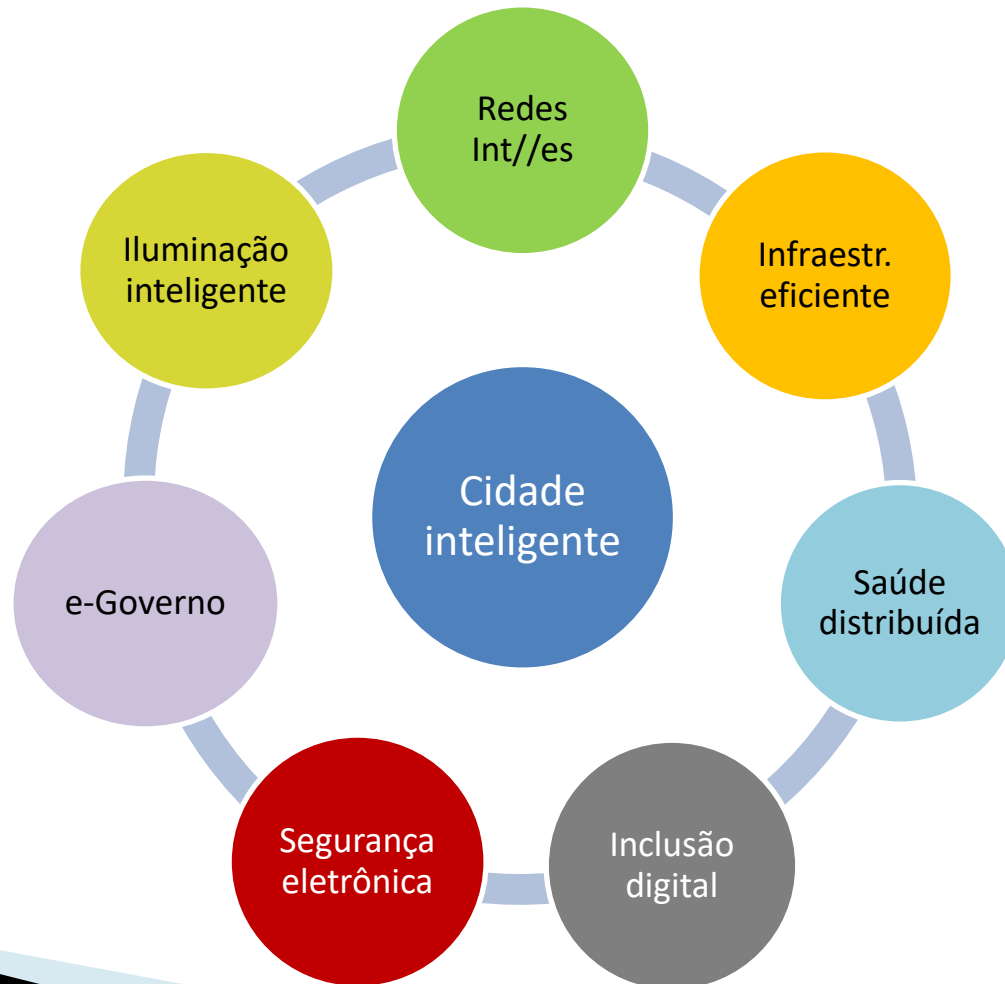 Redes
Int//es
Infraestr.
eficiente
Saúde
distribuída
Inclusão
digital
Segurança
eletrônica
e-Governo
Iluminação
inteligente
Cidade
inteligente